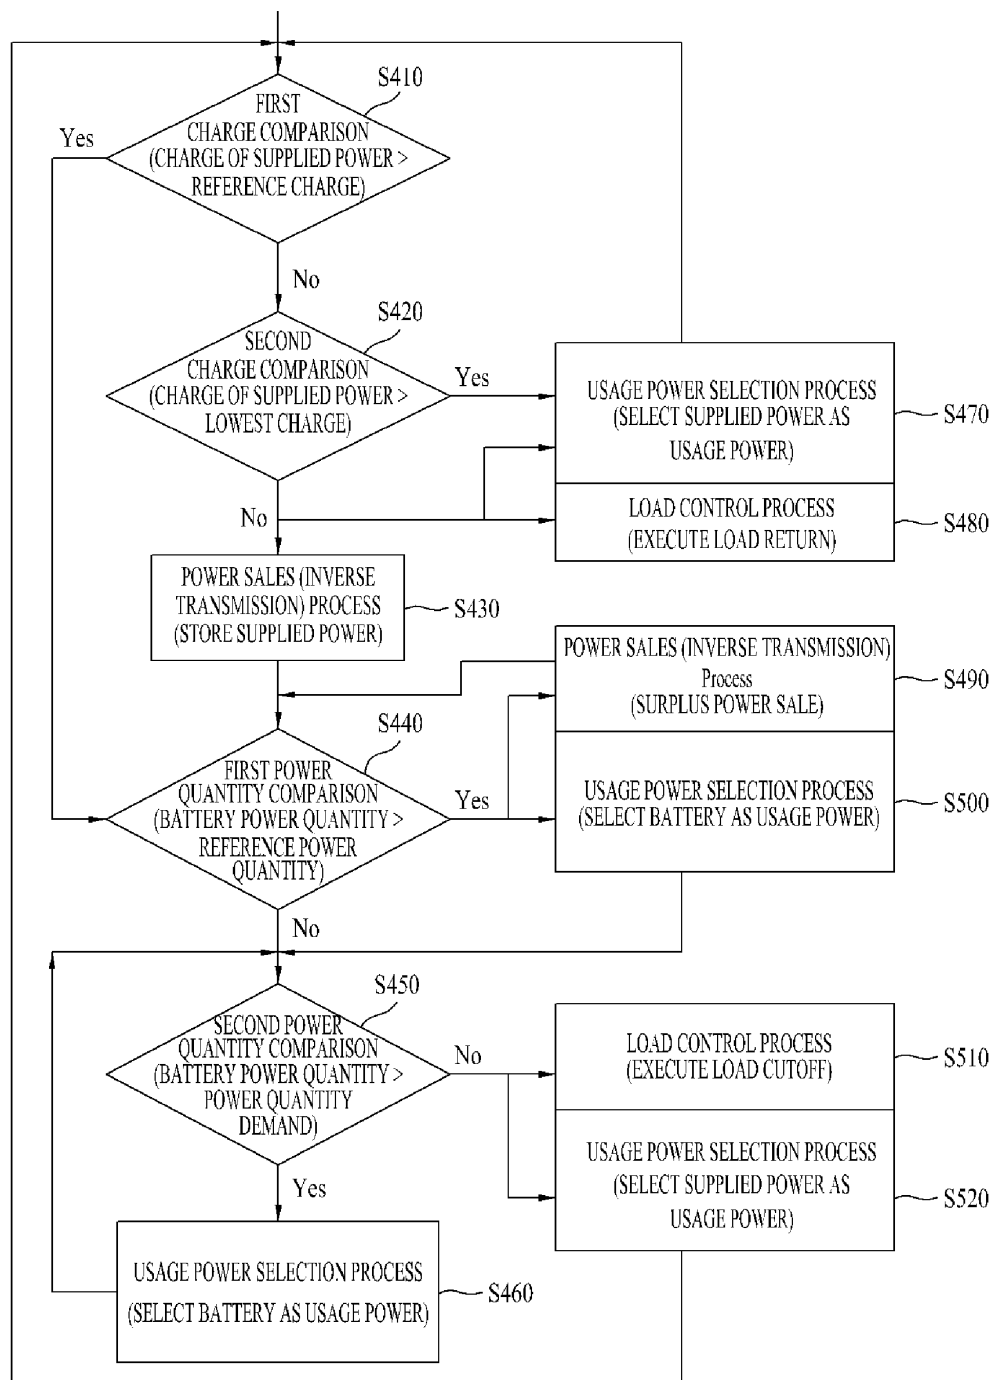 S410
FIRST
CHARGE COMPARISON
(CHARGE OF SUPPLIED POWER >
REFERENCE CHARGE)
Yes
No
S420
SECOND
CHARGE COMPARISON
(CHARGE OF SUPPLIED POWER >
LOWEST CHARGE)
Yes
No
USAGE POWER SELECTION PROCESS
(SELECT SUPPLIED POWER AS
USAGE POWER)
S470
LOAD CONTROL PROCESS
(EXECUTE LOAD RETURN)
S480
POWER SALES (INVERSE
TRANSMISSION) PROCESS
(STORE SUPPLIED POWER)
S430
POWER SALES (INVERSE TRANSMISSION)
Process
(SURPLUS POWER SALE)
S490
S440
FIRST POWER
QUANTITY COMPARISON
(BATTERY POWER QUANTITY >
REFERENCE POWER
QUANTITY)
Yes
No
USAGE POWER SELECTION PROCESS
(SELECT BATTERY AS USAGE POWER)
S500
S450
SECOND POWER
QUANTITY COMPARISON
(BATTERY POWER QUANTITY >
POWER QUANTITY
DEMAND)
No
Yes
LOAD CONTROL PROCESS
(EXECUTE LOAD CUTOFF)
S510
USAGE POWER SELECTION PROCESS
(SELECT SUPPLIED POWER AS
USAGE POWER)
S520
USAGE POWER SELECTION PROCESS
(SELECT BATTERY AS USAGE POWER)
S460